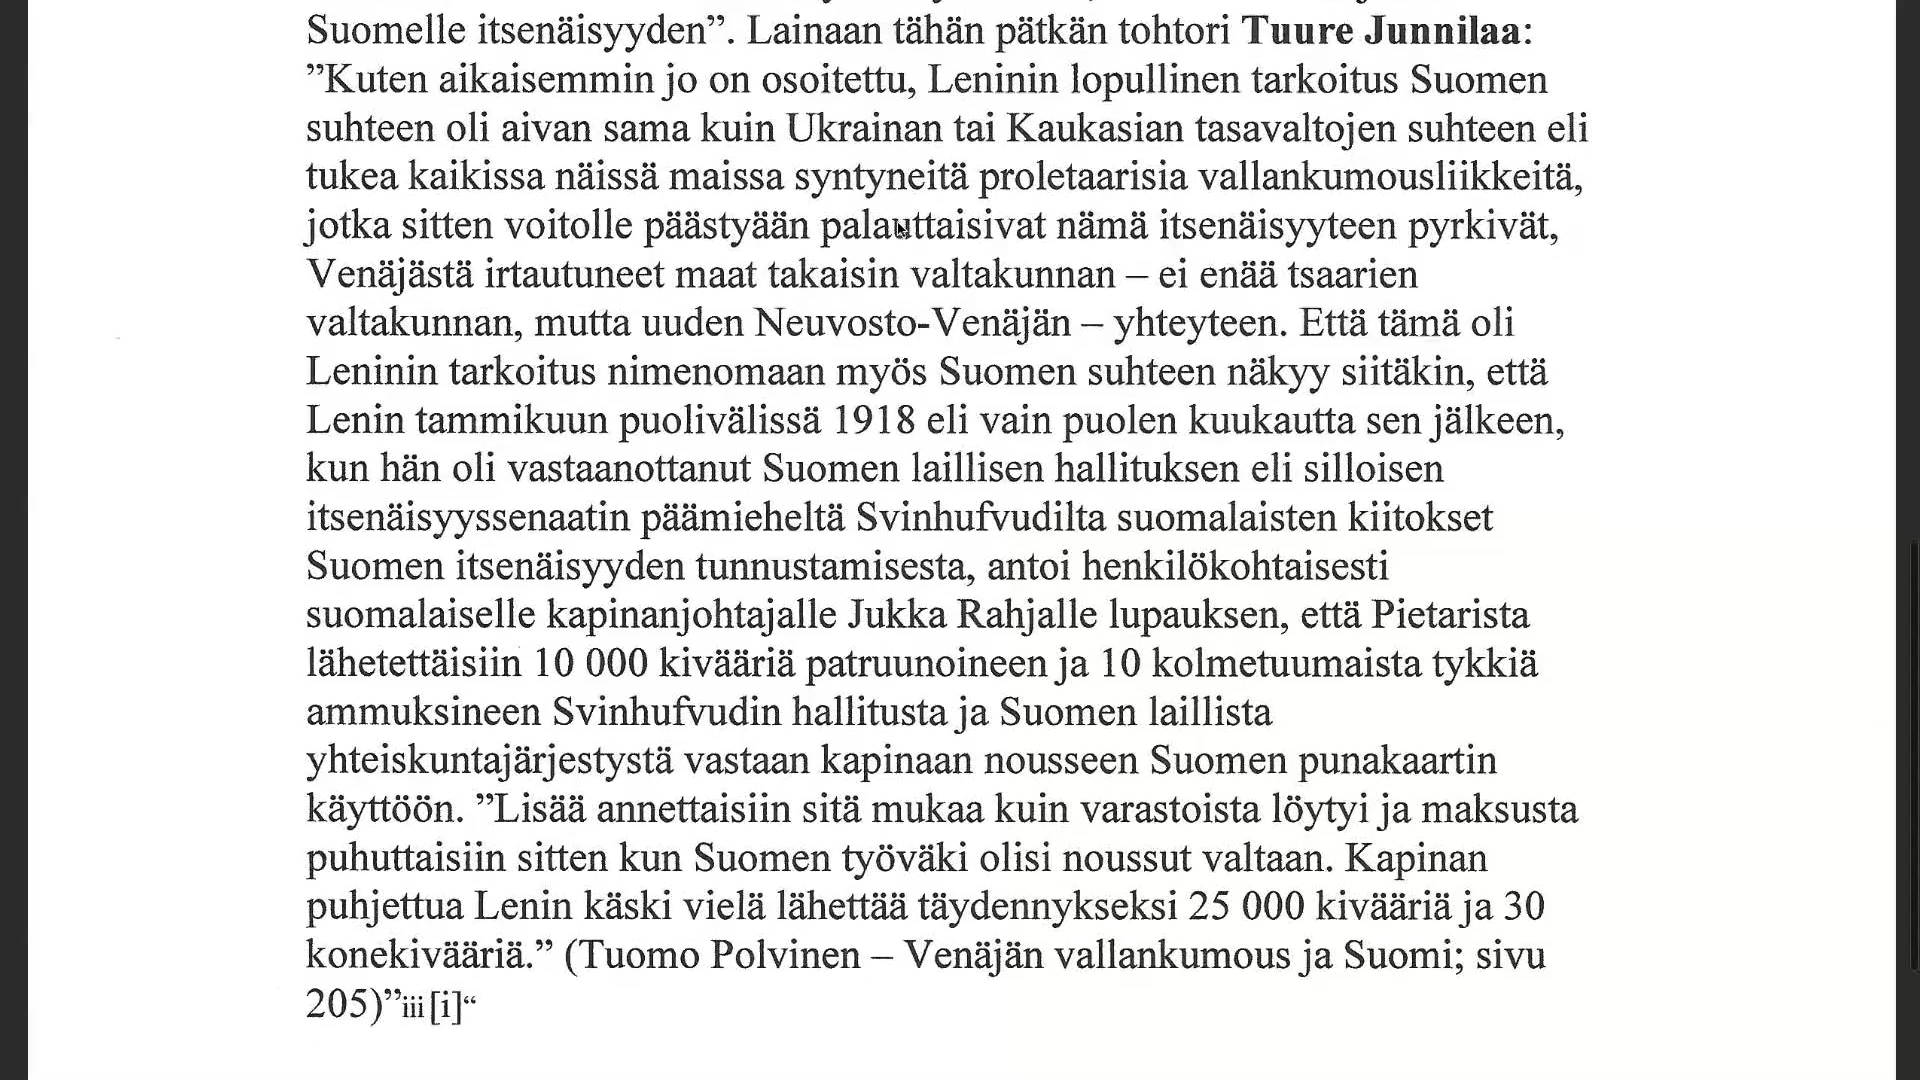 Suomelle itsenäisyyden”. Lainaan tähän pätkän tohtori Tuure Junnilaa:
”Kuten aikaisemmin jo on osoitettu, Leninin lopullinen tarkoitus Suomen
suhteen oli aivan sama kuin Ukrainan tai Kaukasian tasavaltojen suhteen eli
tukea kaikissa näissä maissa syntyneitä proletaarisia vallankumousliikkeitä,
jotka sitten voitolle päästyään palauttaisivat nämä itsenäisyyteen pyrkivät,
Venäjästä irtautuneet maat takaisin valtakunnan – ei enää tsaarien
valtakunnan, mutta uuden Neuvosto-Venäjän – yhteyteen. Että tämä oli
Leninin tarkoitus nimenomaan myös Suomen suhteen näkyy siitäkin, että
Lenin tammikuun puolivälissä 1918 eli vain puolen kuukautta sen jälkeen,
kun hän oli vastaanottanut Suomen laillisen hallituksen eli silloisen
itsenäisyyssenaatin päämieheltä Svinhufvudilta suomalaisten kiitokset
Suomen itsenäisyyden tunnustamisesta, antoi henkilökohtaisesti
suomalaiselle kapinanjohtajalle Jukka Rahjalle lupauksen, että Pietarista
lähetettäisiin 10 000 kivääriä patruunoineen ja 10 kolmetuumaista tykkiä
ammuksineen Svinhufvudin hallitusta ja Suomen laillista
yhteiskuntajärjestystä vastaan kapinaan nousseen Suomen punakaartin
käyttöön. ”Lisää annettaisiin sitä mukaa kuin varastoista löytyi ja maksusta
puhuttaisiin sitten kun Suomen työväki olisi noussut valtaan. Kapinan
puhjettua Lenin käski vielä lähettää täydennykseksi 25 000 kivääriä ja 30
konekivääriä.” (Tuomo Polvinen – Venäjän vallankumous ja Suomi; sivu
205)”iii[i]“